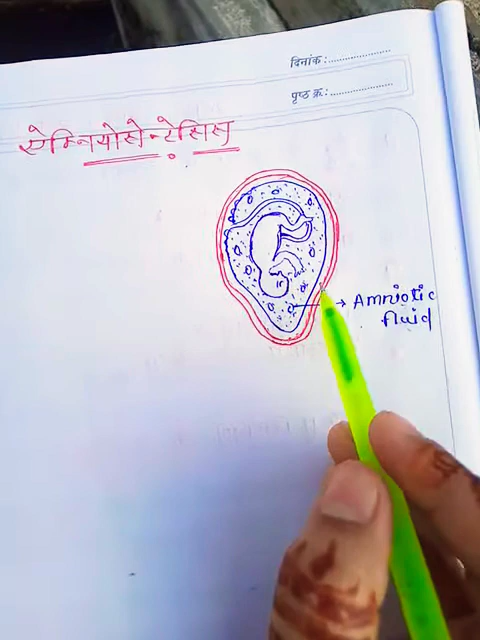 दिनांक :....................
पृष्ठ क्र.: ....................
ऐम्नियोसेन्टेसिस
→ Amniotic
fluid